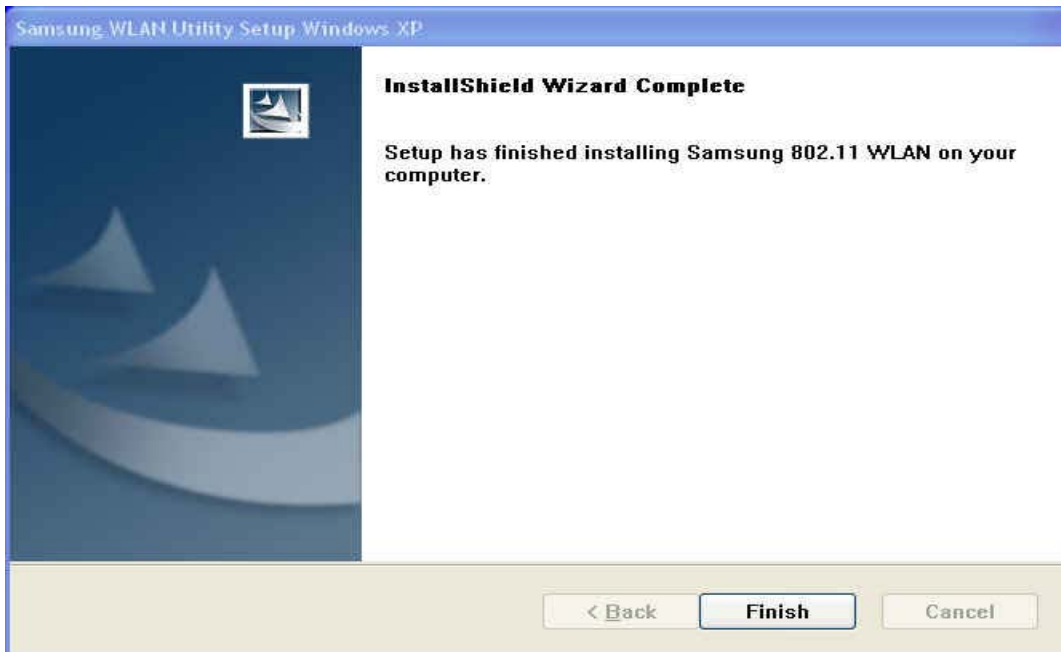 Samsung WLAN Utility Setup Windows XP
InstallShield Wizard Complete
Setup has finished installing Samsung 802.11 WLAN on your
computer.
< Back
Finish
Cancel